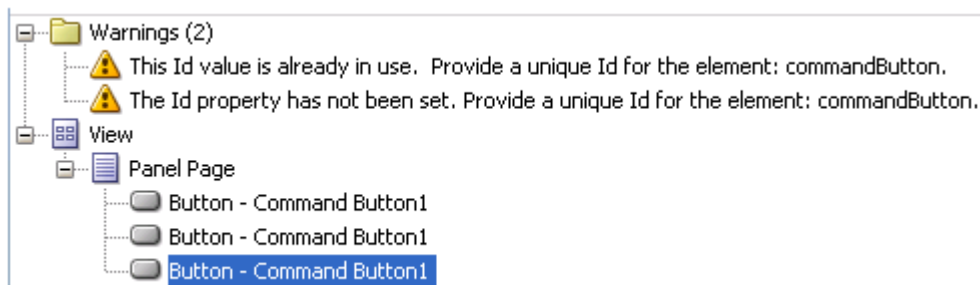 Warnings (2)
This Id value is already in use. Provide a unique Id for the element: commandButton.
The Id property has not been set. Provide a unique Id for the element: commandButton.
View
Panel Page
Button - Command Button1
Button - Command Button1
Button - Command Button1